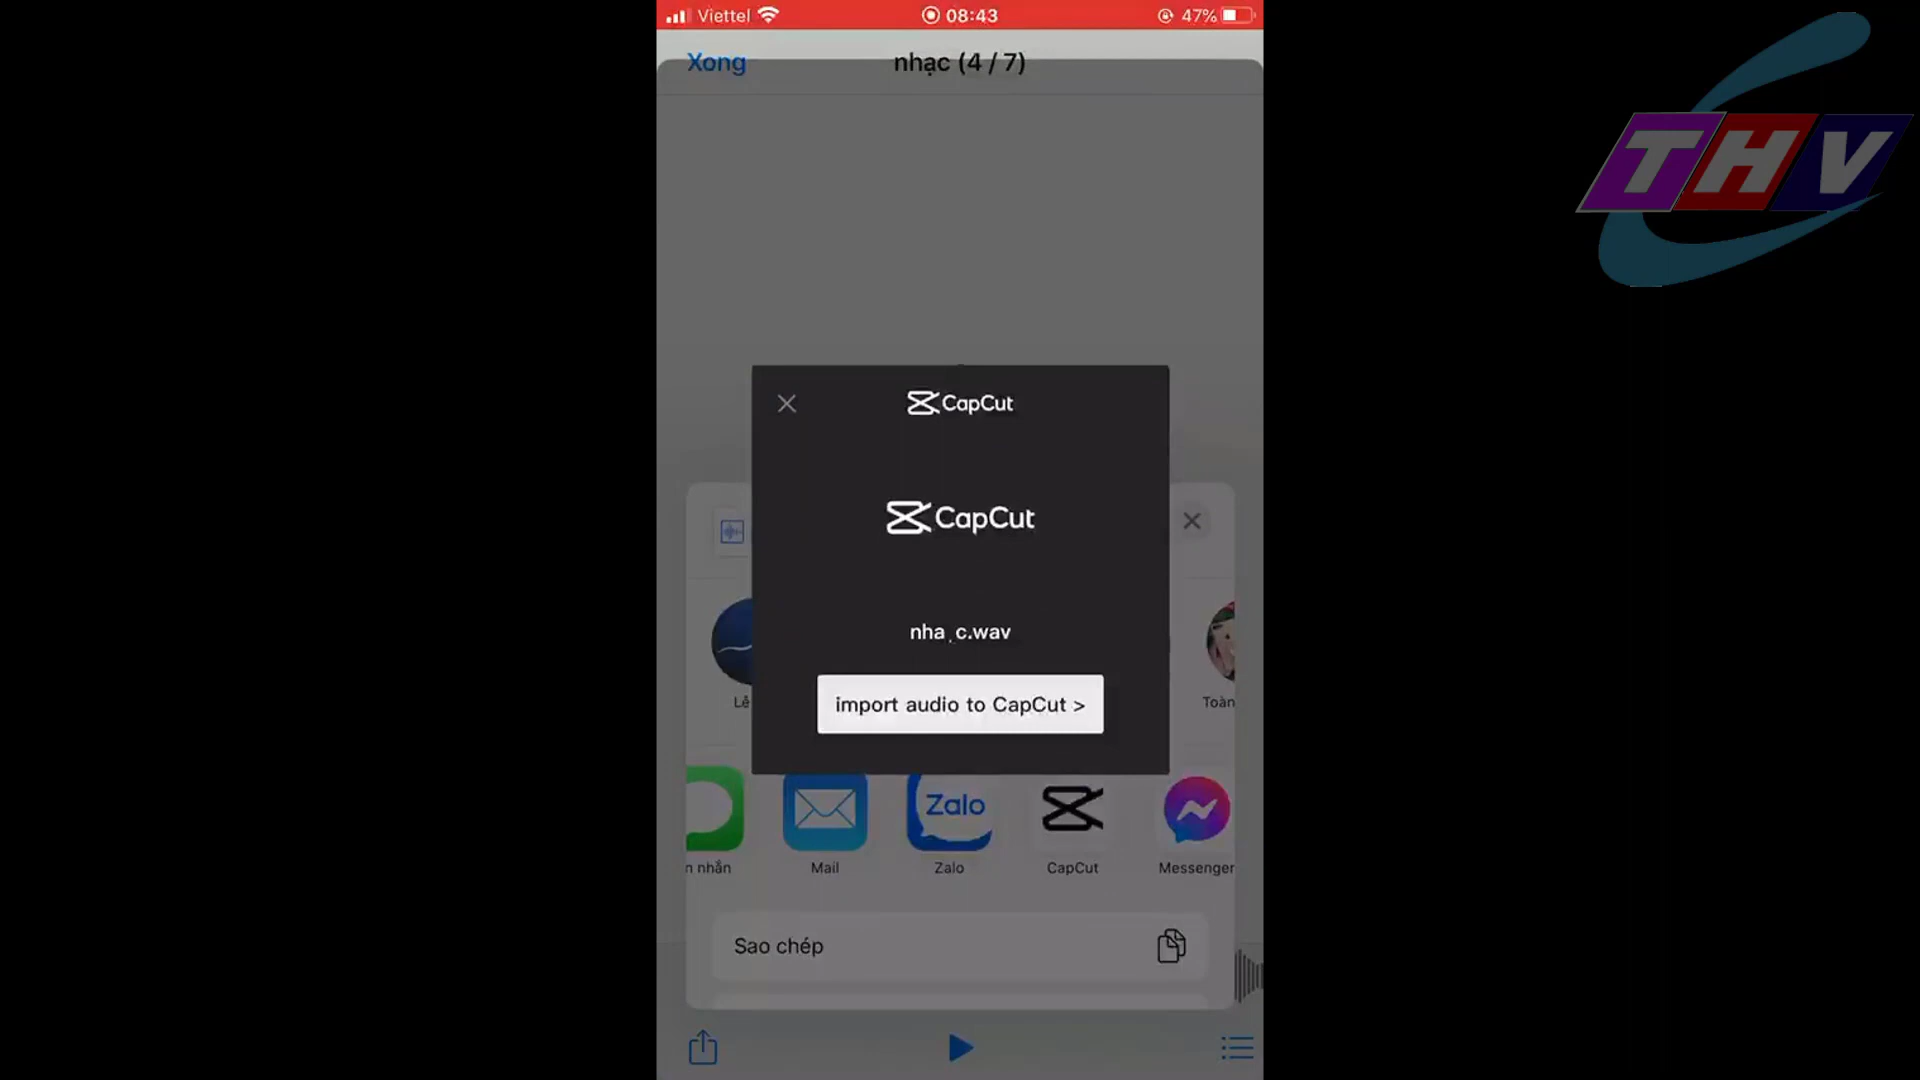 Viettel 08:43 47%
Xong nhạc (4 / 7)
THV
CapCut
CapCut
nha ̣c.wav
import audio to CapCut >
Lê Toàn
Zalo
n nhắn Mail Zalo CapCut Messenger
Sao chép